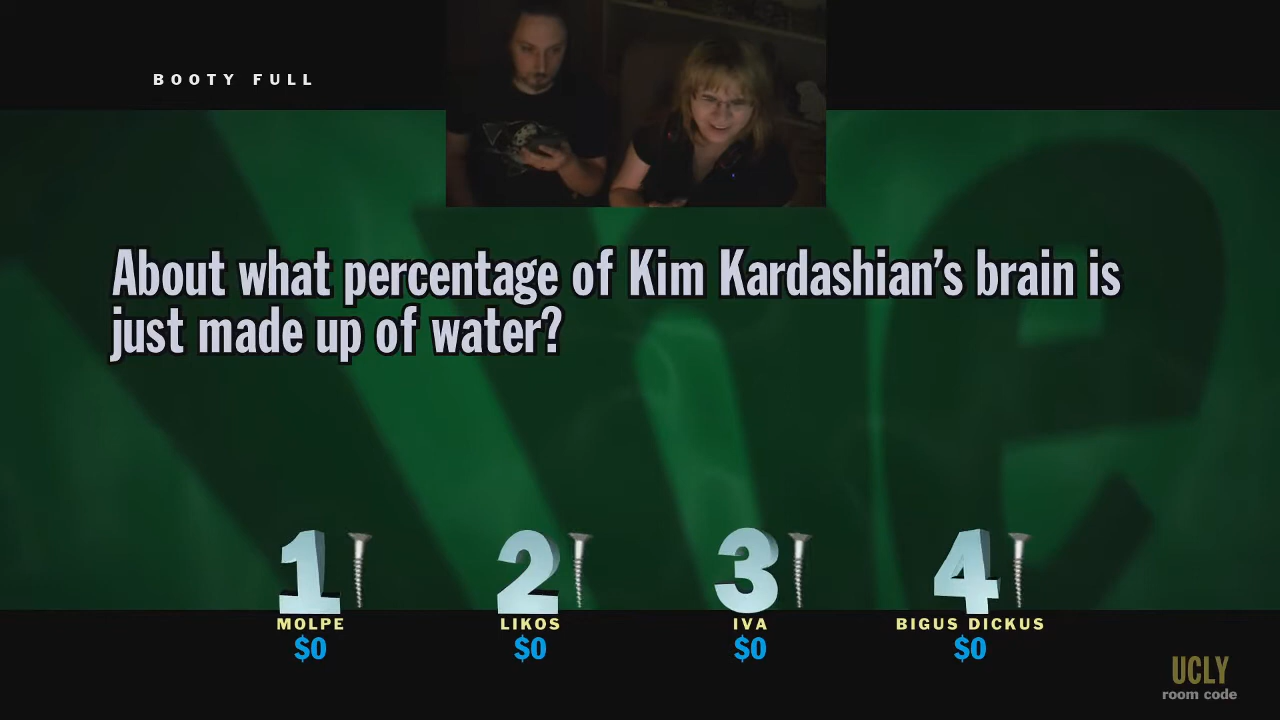 BOOTY FULL
About what percentage of Kim Kardashian's brain is
just made up of water?
1 2 3 4
MOLPE LIKOS IVA BIGUS DICKUS
$0 $0 $0 $0
UCLY
room code